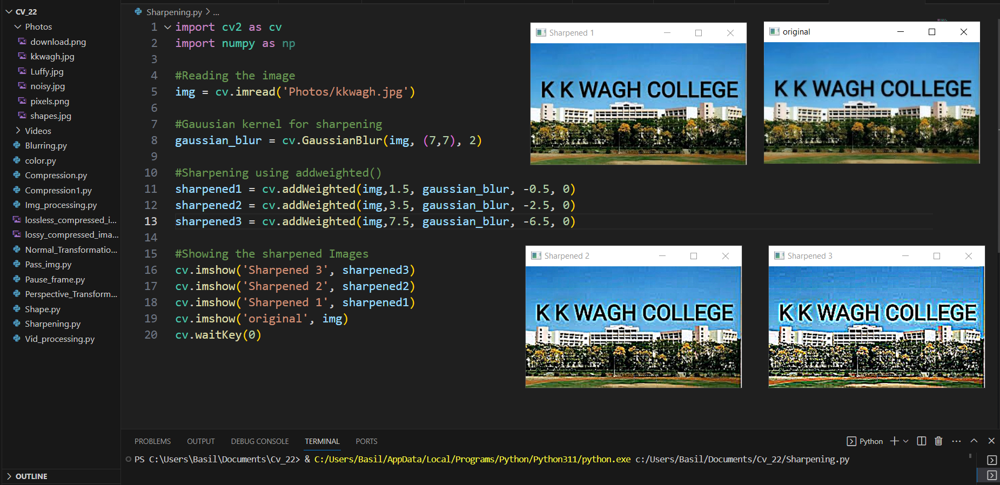 CV_22
Photos
download.png
kkwagh.jpg
Luffy.jpg
noisy.jpg
pixels.png
shapes.jpg
Videos
Blurring.py
color.py
Compression.py
Compression1.py
Img_processing.py
lossless_compressed_i...
lossy_compressed_ima...
Normal_Transformatio...
Pass_img.py
Pause_frame.py
Perspective_Transform...
Shape.py
Sharpening.py
Vid_processing.py
OUTLINE
Sharpening.py > ...
1 import cv2 as cv
2 import numpy as np
3
4 #Reading the image
5 img = cv.imread('Photos/kkwagh.jpg')
6
7 #Gauusian kernel for sharpening
8 gaussian_blur = cv.GaussianBlur(img, (7,7), 2)
9
10 #Sharpening using addweighted()
11 sharpened1 = cv.addWeighted(img,1.5, gaussian_blur, -0.5, 0)
12 sharpened2 = cv.addWeighted(img,3.5, gaussian_blur, -2.5, 0)
13 sharpened3 = cv.addWeighted(img,7.5, gaussian_blur, -6.5, 0)
14
15 #Showing the sharpened Images
16 cv.imshow('Sharpened 3', sharpened3)
17 cv.imshow('Sharpened 2', sharpened2)
18 cv.imshow('Sharpened 1', sharpened1)
19 cv.imshow('original', img)
20 cv.waitKey(0)
Sharpened 1
K K WAGH COLLEGE
original
K K WAGH COLLEGE
Sharpened 2
K K WAGH COLLEGE
Sharpened 3
K K WAGH COLLEGE
PROBLEMS OUTPUT DEBUG CONSOLE TERMINAL PORTS
Python
PS C:\Users\Basil\Documents\Cv_22> & C:/Users/Basil/AppData/Local/Programs/Python/Python311/python.exe c:/Users/Basil/Documents/Cv_22/Sharpening.py